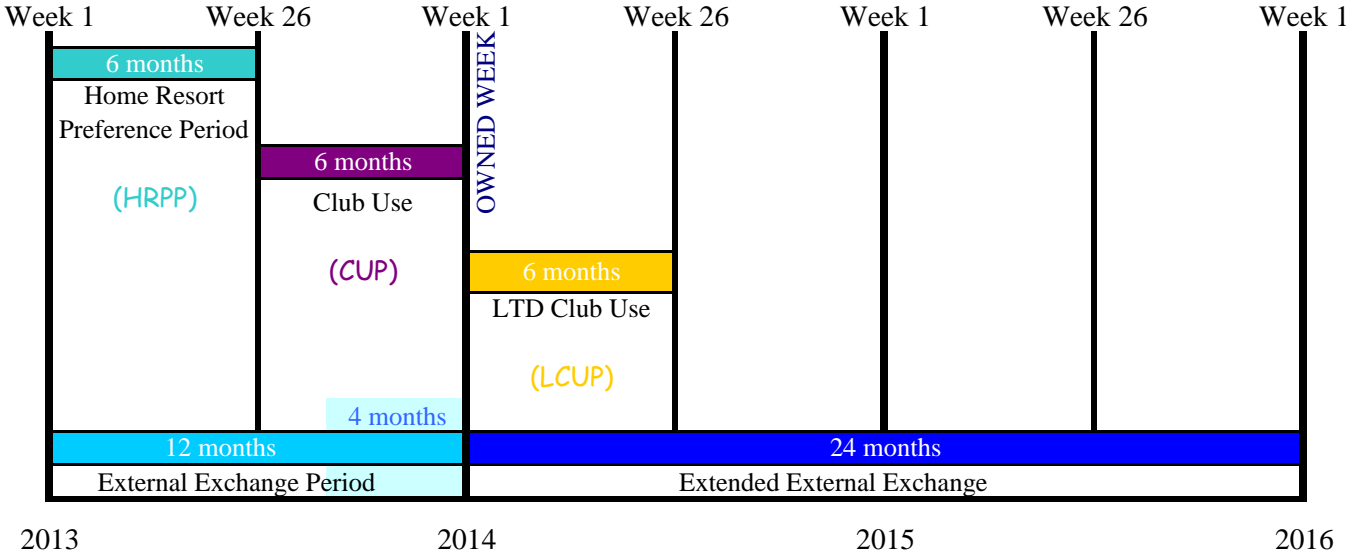 Week 1 Week 26 Week 1 Week 26 Week 1 Week 26 Week 1
6 months
Home Resort
Preference Period
(HRPP)
6 months
Club Use
(CUP)
OWNED WEEK
6 months
LTD Club Use
(LCUP)
4 months
12 months
24 months
External Exchange Period
Extended External Exchange
2013 2014 2015 2016